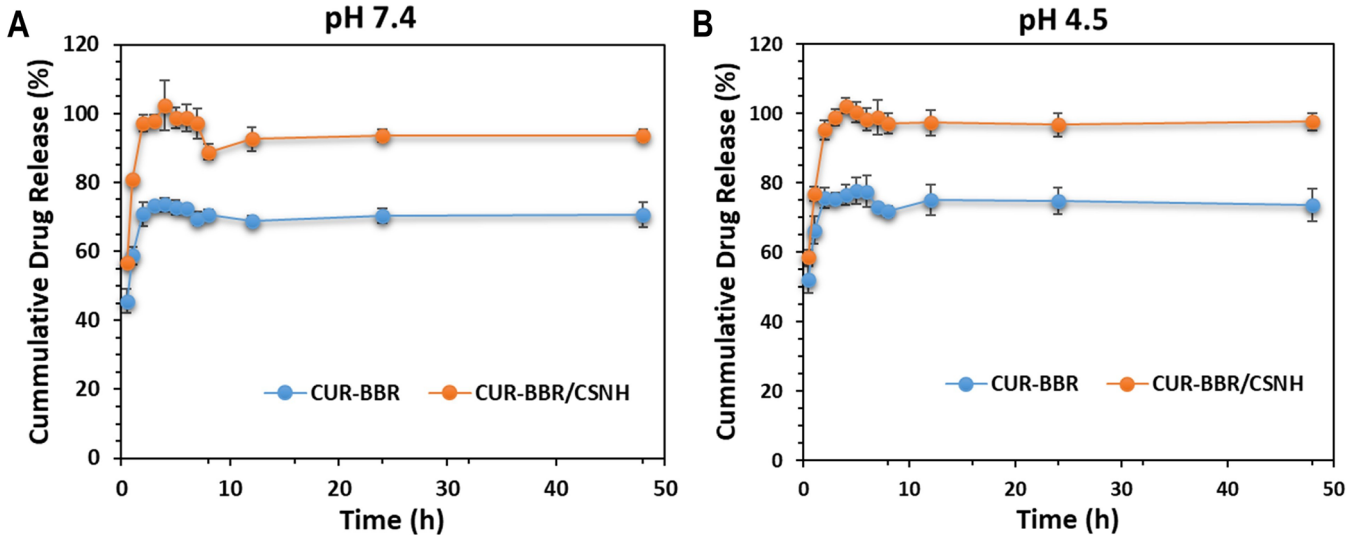 A
pH 7.4
Cummulative Drug Release (%)
120
100
80
60
40
20
0
CUR-BBR
CUR-BBR/CSNH
0 10 20 30 40 50
Time (h)
B
pH 4.5
Cummulative Drug Release (%)
120
100
80
60
40
20
0
CUR-BBR
CUR-BBR/CSNH
0 10 20 30 40 50
Time (h)